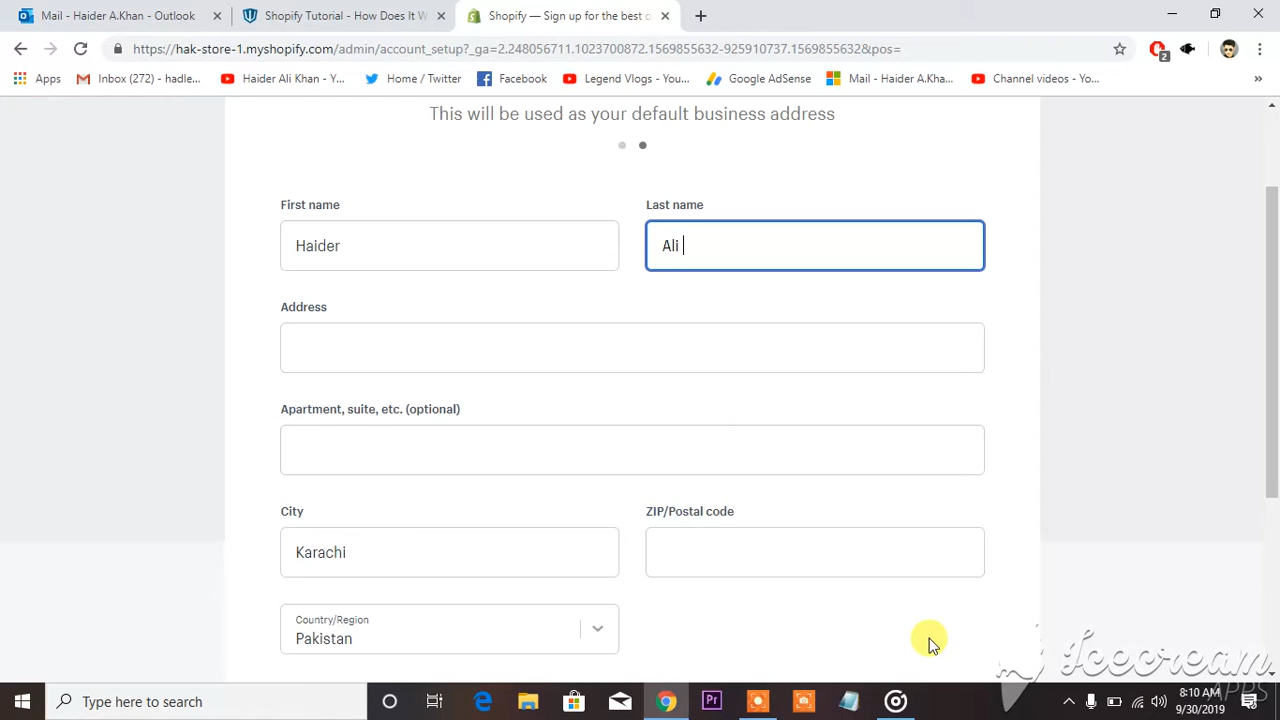 Mail - Haider A.Khan - Outlook
Shopify Tutorial - How Does It W
Shopify — Sign up for the best c
https://hak-store-1.myshopify.com/admin/account_setup?_ga=2.248056711.1023700872.1569855632-925910737.1569855632&pos=
2
Apps
Inbox (272) - hadle...
Haider Ali Khan - Y...
Home / Twitter
Facebook
Legend Vlogs - You...
Google AdSense
Mail - Haider A.Kha...
Channel videos - Yo...
»
This will be used as your default business address
First name
Last name
Haider
Ali
Address
Apartment, suite, etc. (optional)
City
ZIP/Postal code
Karachi
Country/Region
Pakistan
Icecream
APPS
Type here to search
Pr
8:10 AM
9/30/2019